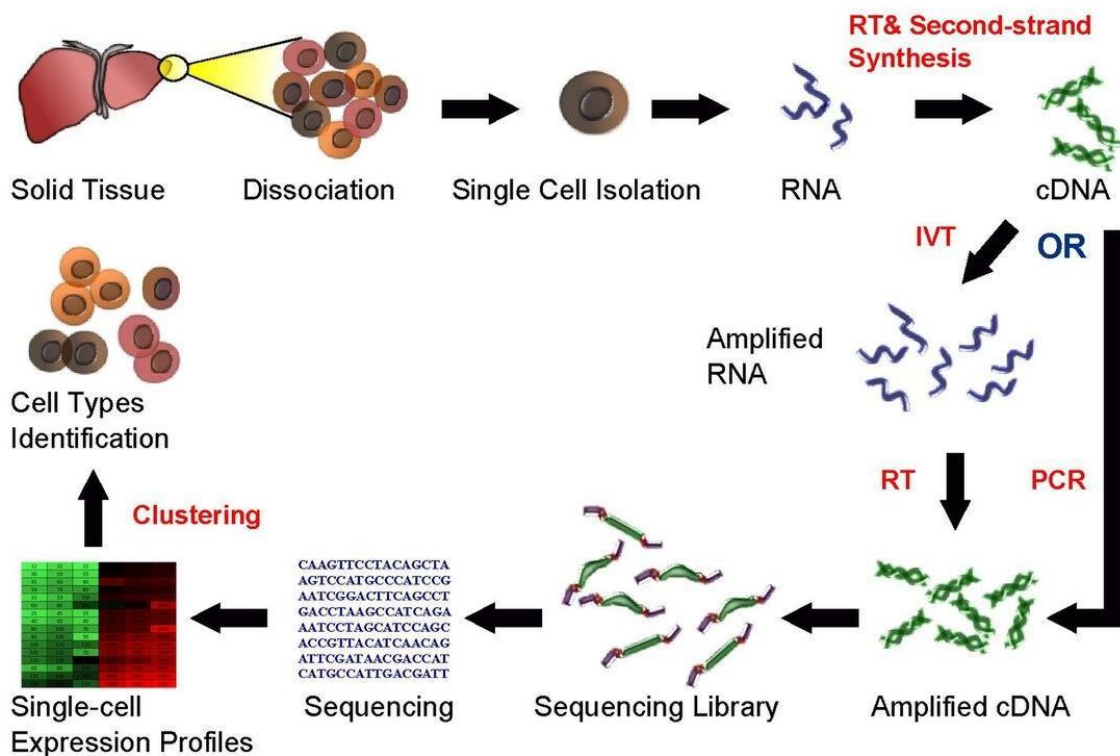 RT& Second-strand
Synthesis
Solid Tissue
Dissociation
Single Cell Isolation
RNA
cDNA
IVT
OR
Amplified
RNA
Cell Types
Identification
RT
PCR
Clustering
CAAGTTCCTACAGCTA
AGTCCATGCCCATCCG
AATCGGACTTCAGCCT
GACCTAAGCCATCAGA
AATCCTAGCATCCAGC
ACCGTTACATCAACAG
ATTCGATAACGACCAT
CATGCCATTGACGATT
Single-cell
Expression Profiles
Sequencing
Sequencing Library
Amplified cDNA